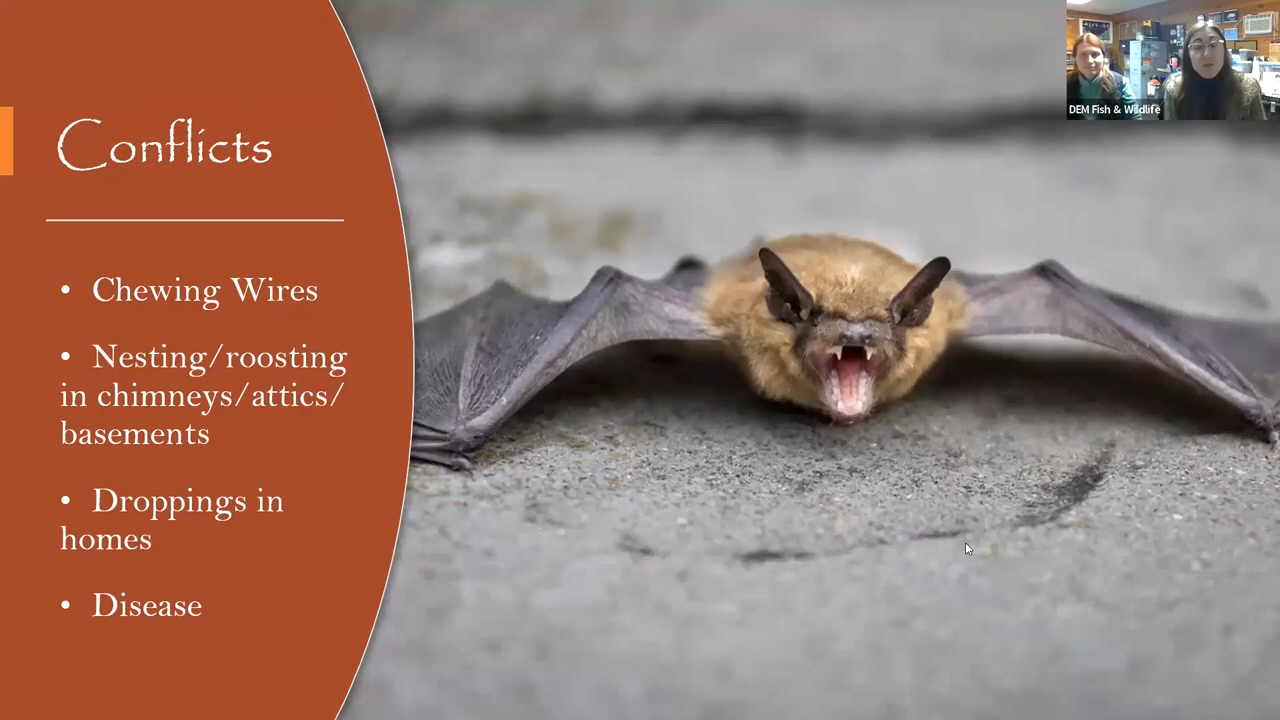 Conflicts
• Chewing Wires
• Nesting/roosting
in chimneys/attics/
basements
• Droppings in
homes
• Disease
DEM Fish & Wildlife